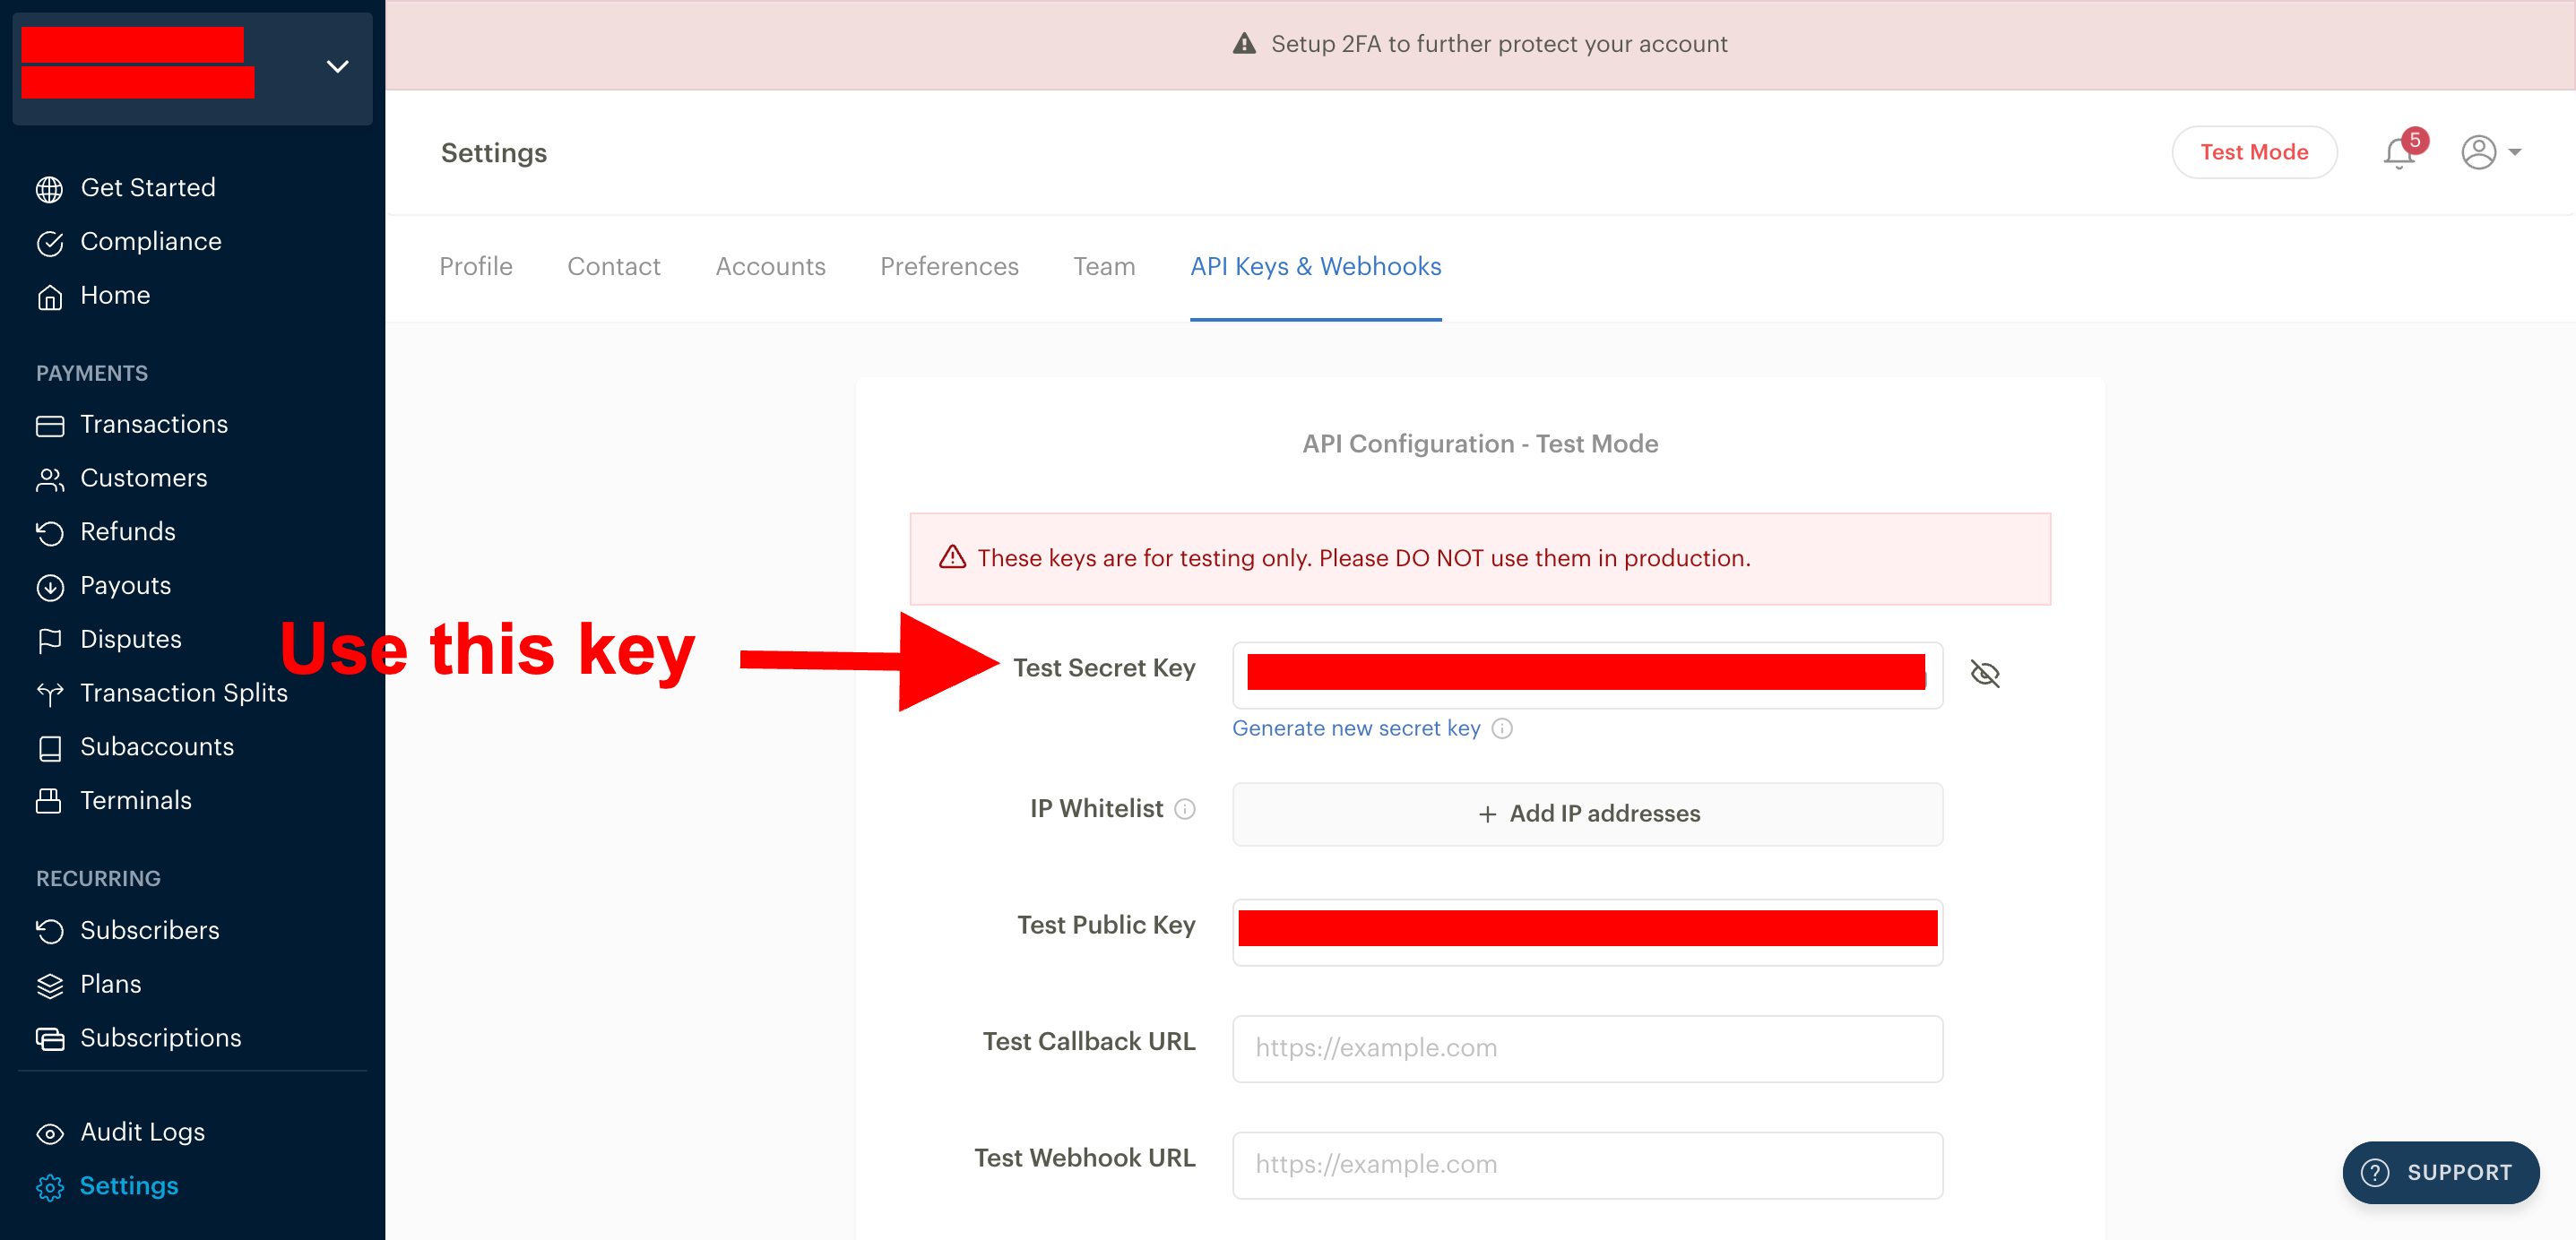 Setup 2FA to further protect your account
Settings
Test Mode
5
Get Started
Compliance
Home
PAYMENTS
Transactions
Customers
Refunds
Payouts
Disputes
Transaction Splits
Subaccounts
Terminals
RECURRING
Subscribers
Plans
Subscriptions
Audit Logs
Settings
Profile
Contact
Accounts
Preferences
Team
API Keys & Webhooks
API Configuration - Test Mode
These keys are for testing only. Please DO NOT use them in production.
Use this key
Test Secret Key
Generate new secret key
IP Whitelist
+ Add IP addresses
Test Public Key
Test Callback URL
https://example.com
Test Webhook URL
https://example.com
SUPPORT